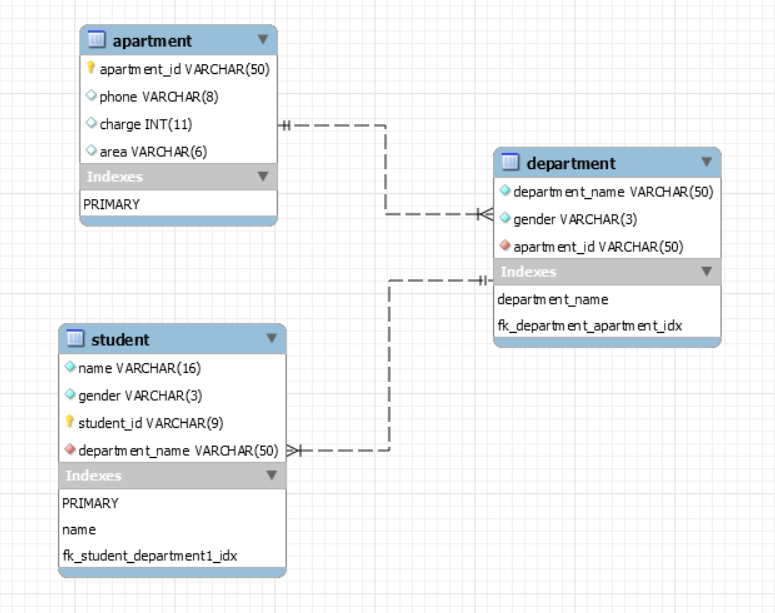 apartment
apartment_id VARCHAR(50)
phone VARCHAR(8)
charge INT(11)
area VARCHAR(6)
Indexes
PRIMARY
department
department_name VARCHAR(50)
gender VARCHAR(3)
apartment_id VARCHAR(50)
Indexes
department_name
fk_department_apartment_idx
student
name VARCHAR(16)
gender VARCHAR(3)
student_id VARCHAR(9)
department_name VARCHAR(50)
Indexes
PRIMARY
name
fk_student_department1_idx